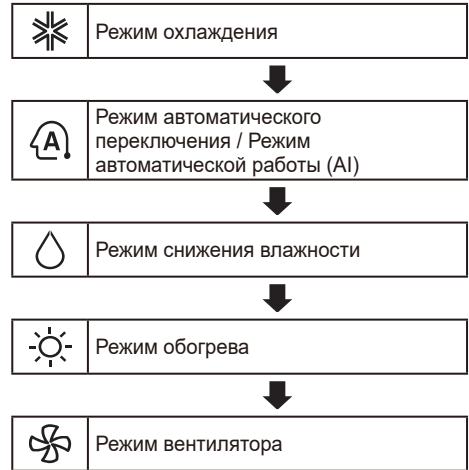 Режим охлаждения
A
Режим автоматического
переключения / Режим
автоматической работы (AI)
Режим снижения влажности
Режим обогрева
Режим вентилятора